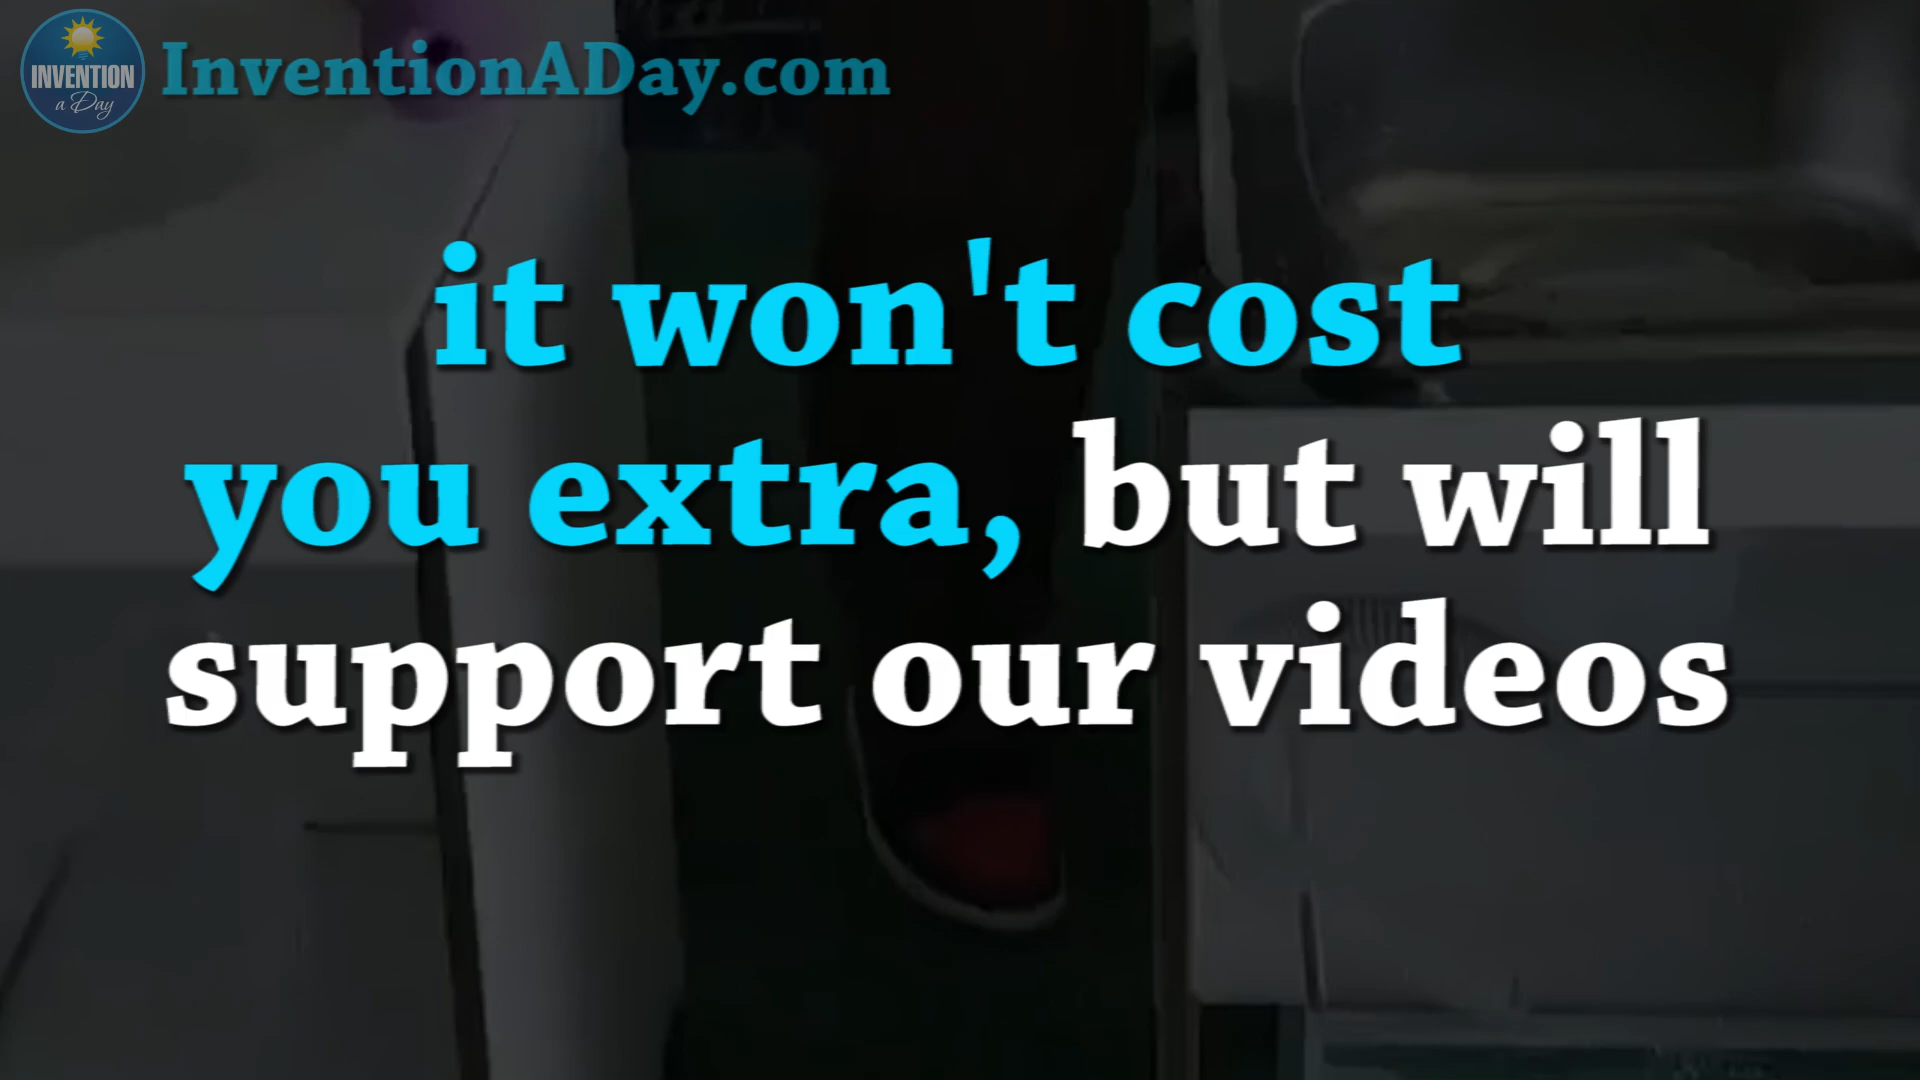 INVENTION
a Day
InventionADay.com
it won't cost
you extra, but will
support our videos